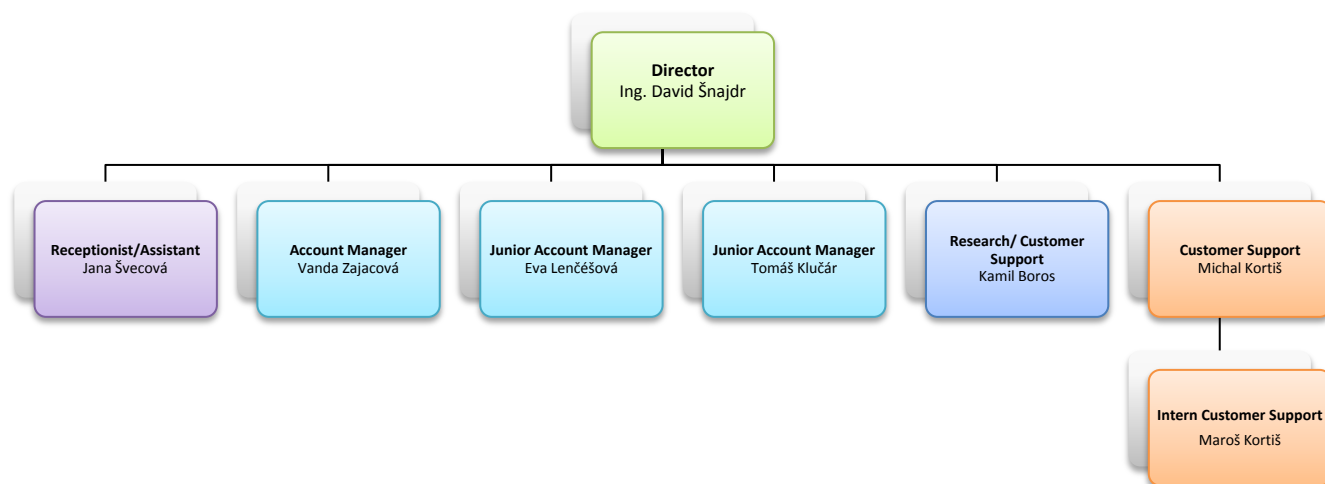 Director
Ing. David Šnajdr
Receptionist/Assistant
Jana Švecová
Account Manager
Vanda Zajacová
Junior Account Manager
Eva Lenčéšová
Junior Account Manager
Tomáš Klučár
Research/ Customer
Support
Kamil Boros
Customer Support
Michal Kortiš
Intern Customer Support
Maroš Kortiš